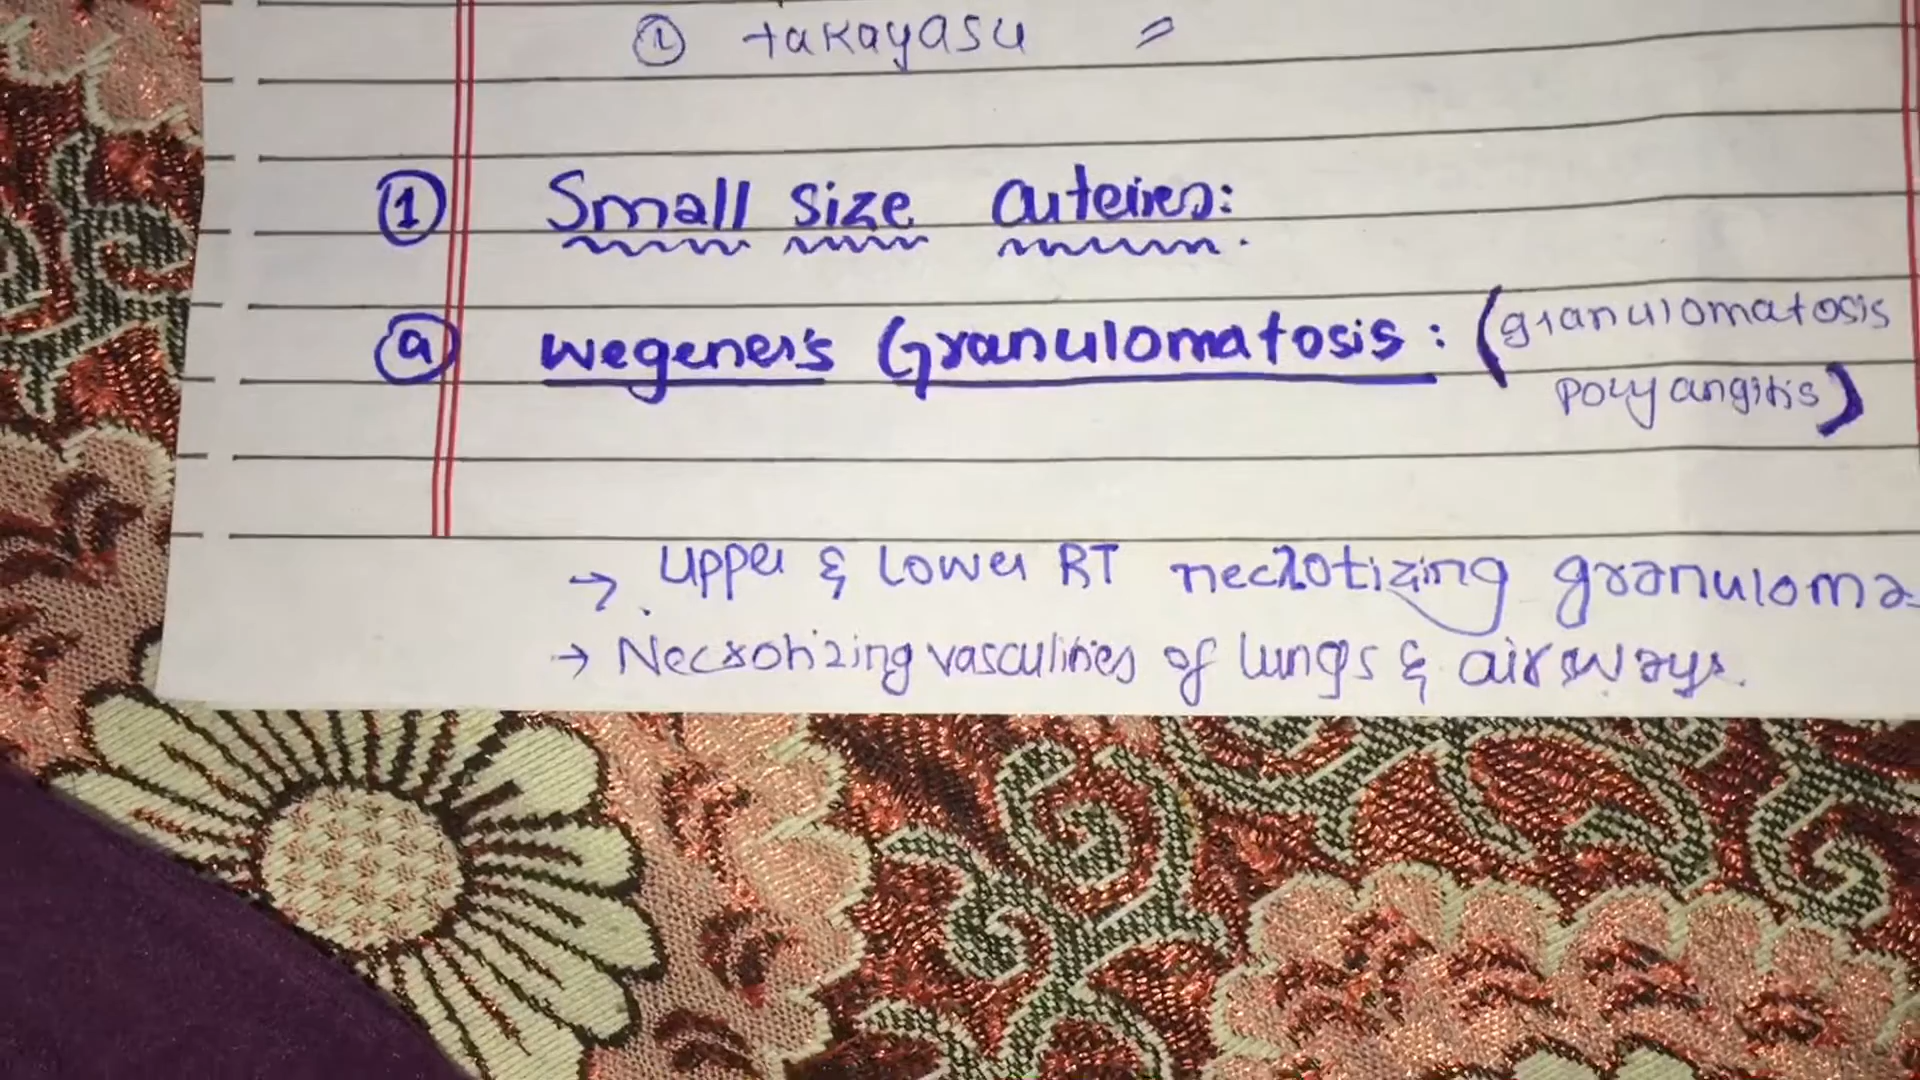 ② takayasu =
① Small size arteries:
ⓐ Wegener's Granulomatosis: (granulomatosis
polyangitis)
→ Upper & Lower RT necrotizing granuloma
→ Necrotizing vasculities of lungs & airways.